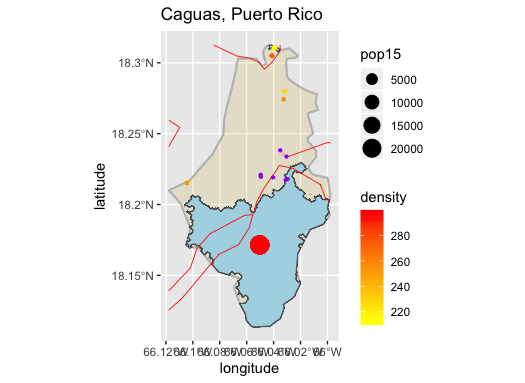 Caguas, Puerto Rico
18.3°N
18.25°N
18.2°N
18.15°N
latitude
66.12°W 66.1°W 66.08°W 66.06°W 66.04°W 66.02°W 66°W
longitude
pop15
5000
10000
15000
20000
density
280
260
240
220